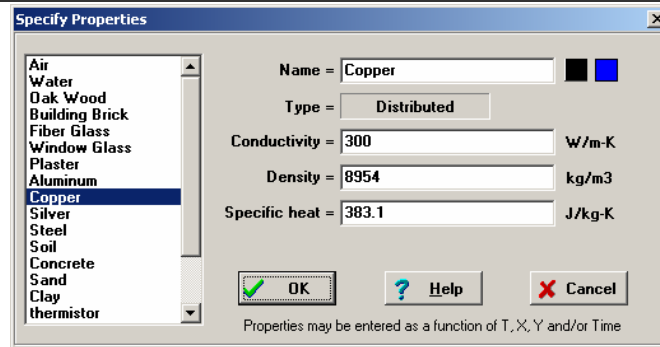 Specify Properties
Air
Water
Oak Wood
Building Brick
Fiber Glass
Window Glass
Plaster
Aluminum
Copper
Silver
Steel
Soil
Concrete
Sand
Clay
thermistor
Name = Copper
Type = Distributed
Conductivity = 300 W/m-K
Density = 8954 kg/m3
Specific heat = 383.1 J/kg-K
OK Help Cancel
Properties may be entered as a function of T, X, Y and/or Time